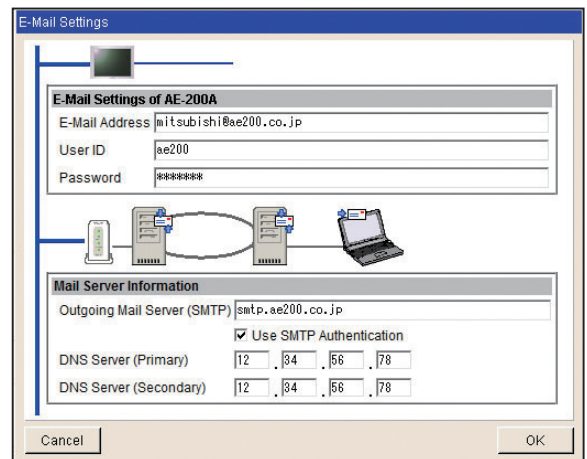 E-Mail Settings
E-Mail Settings of AE-200A
E-Mail Address mitsubishi@ae200.co.jp
User ID ae200
Password *******
Mail Server Information
Outgoing Mail Server (SMTP) smtp.ae200.co.jp
Use SMTP Authentication
DNS Server (Primary) 12 . 34 . 56 . 78
DNS Server (Secondary) 12 . 34 . 56 . 78
Cancel OK